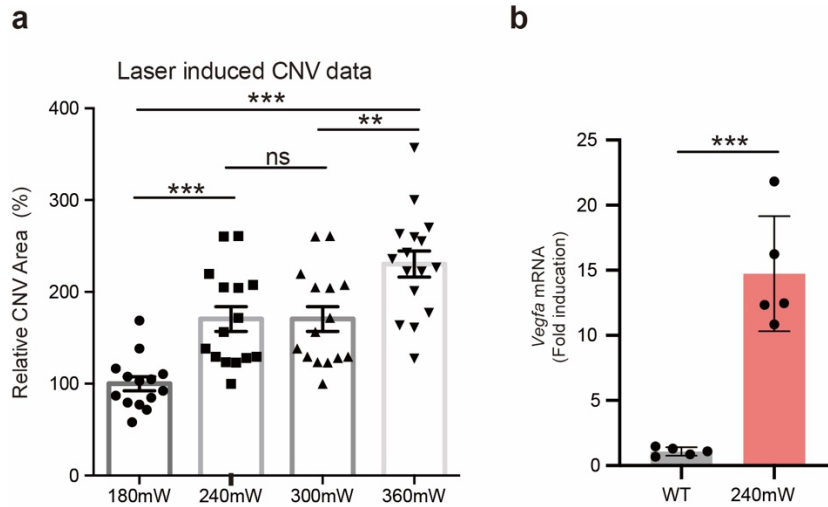 a
Laser induced CNV data
Relative CNV Area (%)
400
300
200
100
0
***
**
ns
***
180mW
240mW
300mW
360mW
b
Vegfa mRNA
(Fold inducation)
25
20
15
10
5
0
***
WT
240mW